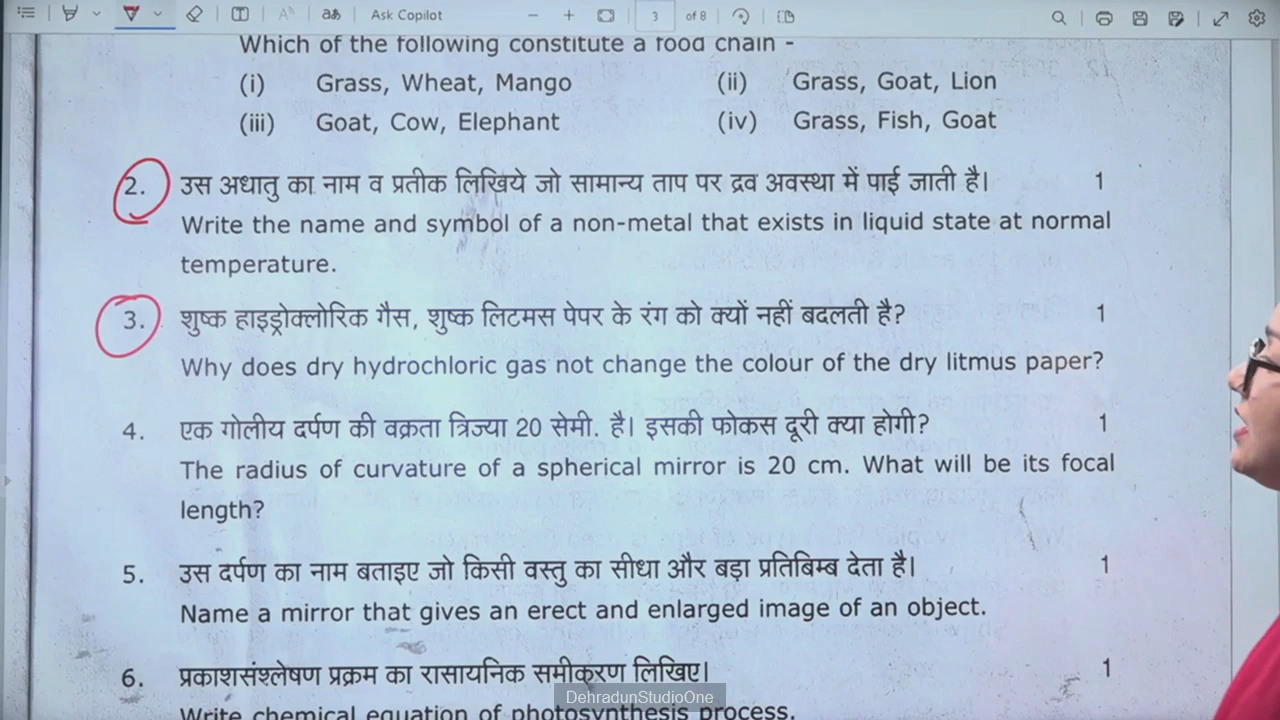 Ask Copilot
3 of 8
Which of the following constitute a food chain -
(i) Grass, Wheat, Mango (ii) Grass, Goat, Lion
(iii) Goat, Cow, Elephant (iv) Grass, Fish, Goat
2. उस अधातु का नाम व प्रतीक लिखिये जो सामान्य ताप पर द्रव अवस्था में पाई जाती है। 1
Write the name and symbol of a non-metal that exists in liquid state at normal
temperature.
3. शुष्क हाइड्रोक्लोरिक गैस, शुष्क लिटमस पेपर के रंग को क्यों नहीं बदलती है? 1
Why does dry hydrochloric gas not change the colour of the dry litmus paper?
4. एक गोलीय दर्पण की वक्रता त्रिज्या 20 सेमी. है। इसकी फोकस दूरी क्या होगी? 1
The radius of curvature of a spherical mirror is 20 cm. What will be its focal
length?
5. उस दर्पण का नाम बताइए जो किसी वस्तु का सीधा और बड़ा प्रतिबिम्ब देता है। 1
Name a mirror that gives an erect and enlarged image of an object.
6. प्रकाशसंश्लेषण प्रक्रम का रासायनिक समीकरण लिखिए। 1
DehradunStudioOne
Write chemical equation of photosynthesis process.